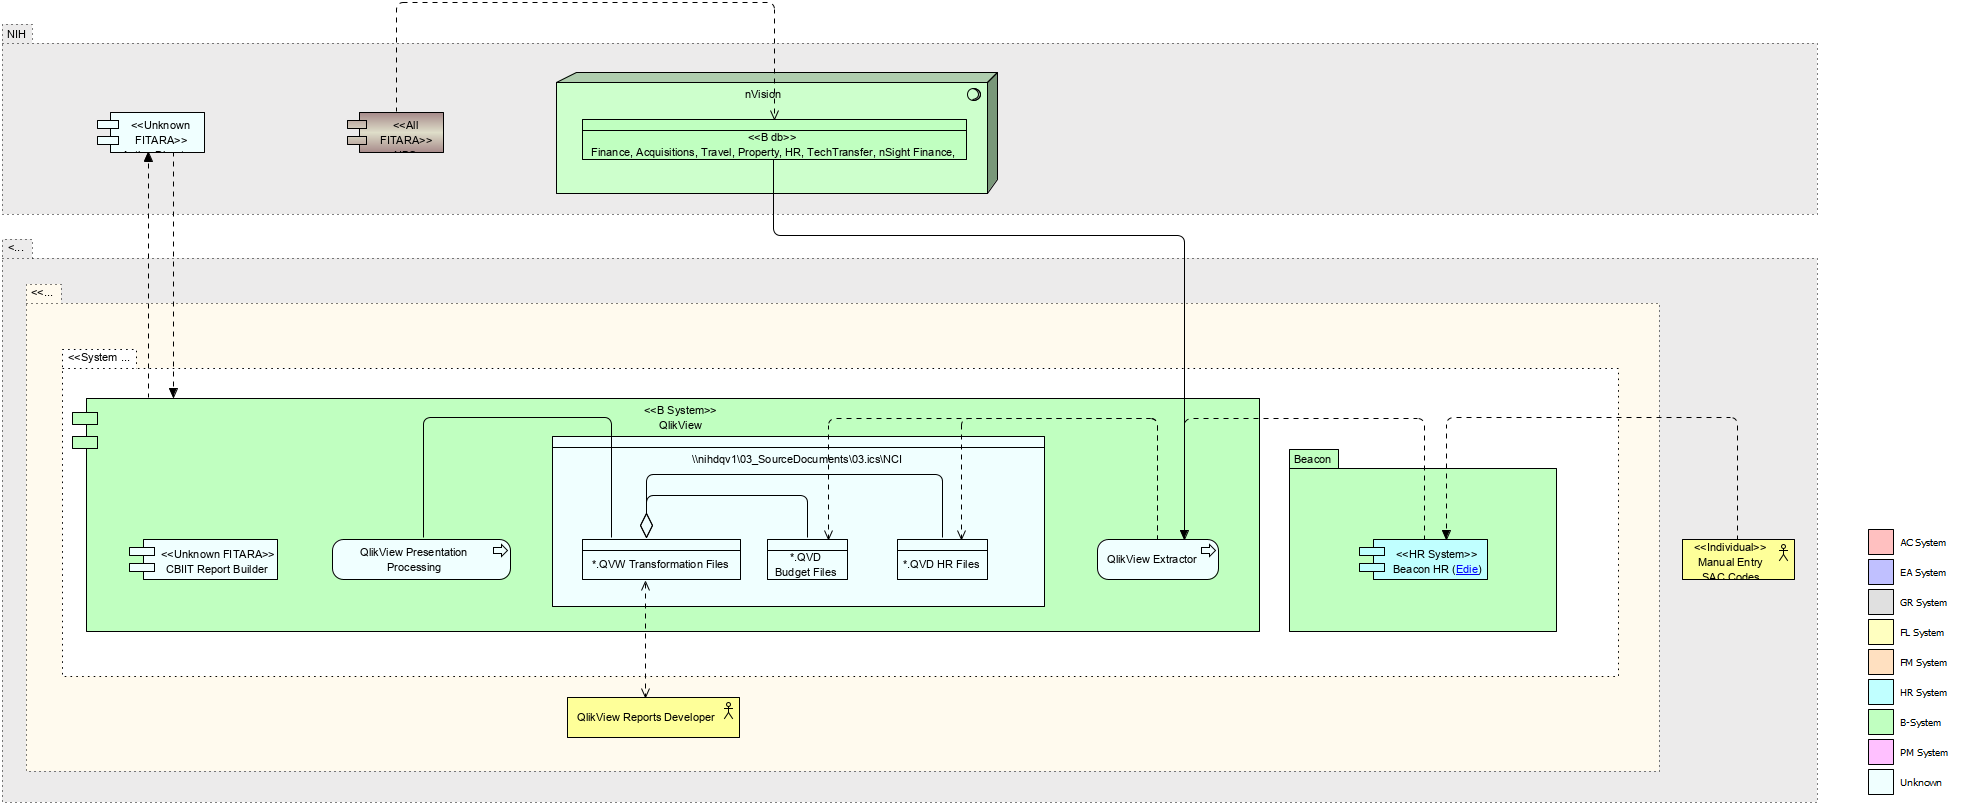 NIH
<<Unknown
FITARA>>
<<All
FITARA>>
nVision
<<B db>>
Finance, Acquisitions, Travel, Property, HR, TechTransfer, nSight Finance,
<...
<<...
<<System ...
<<B System>>
QlikView
\\nihdqv1\03_SourceDocuments\03.ics\NCI
Beacon
<<Unknown FITARA>>
CBIIT Report Builder
QlikView Presentation
Processing
*.QVW Transformation Files
*.QVD
Budget Files
*.QVD HR Files
QlikView Extractor
<<HR System>>
Beacon HR (Edie)
<<Individual>>
Manual Entry
SAC Codes
QlikView Reports Developer
AC System
EA System
GR System
FL System
FM System
HR System
B-System
PM System
Unknown